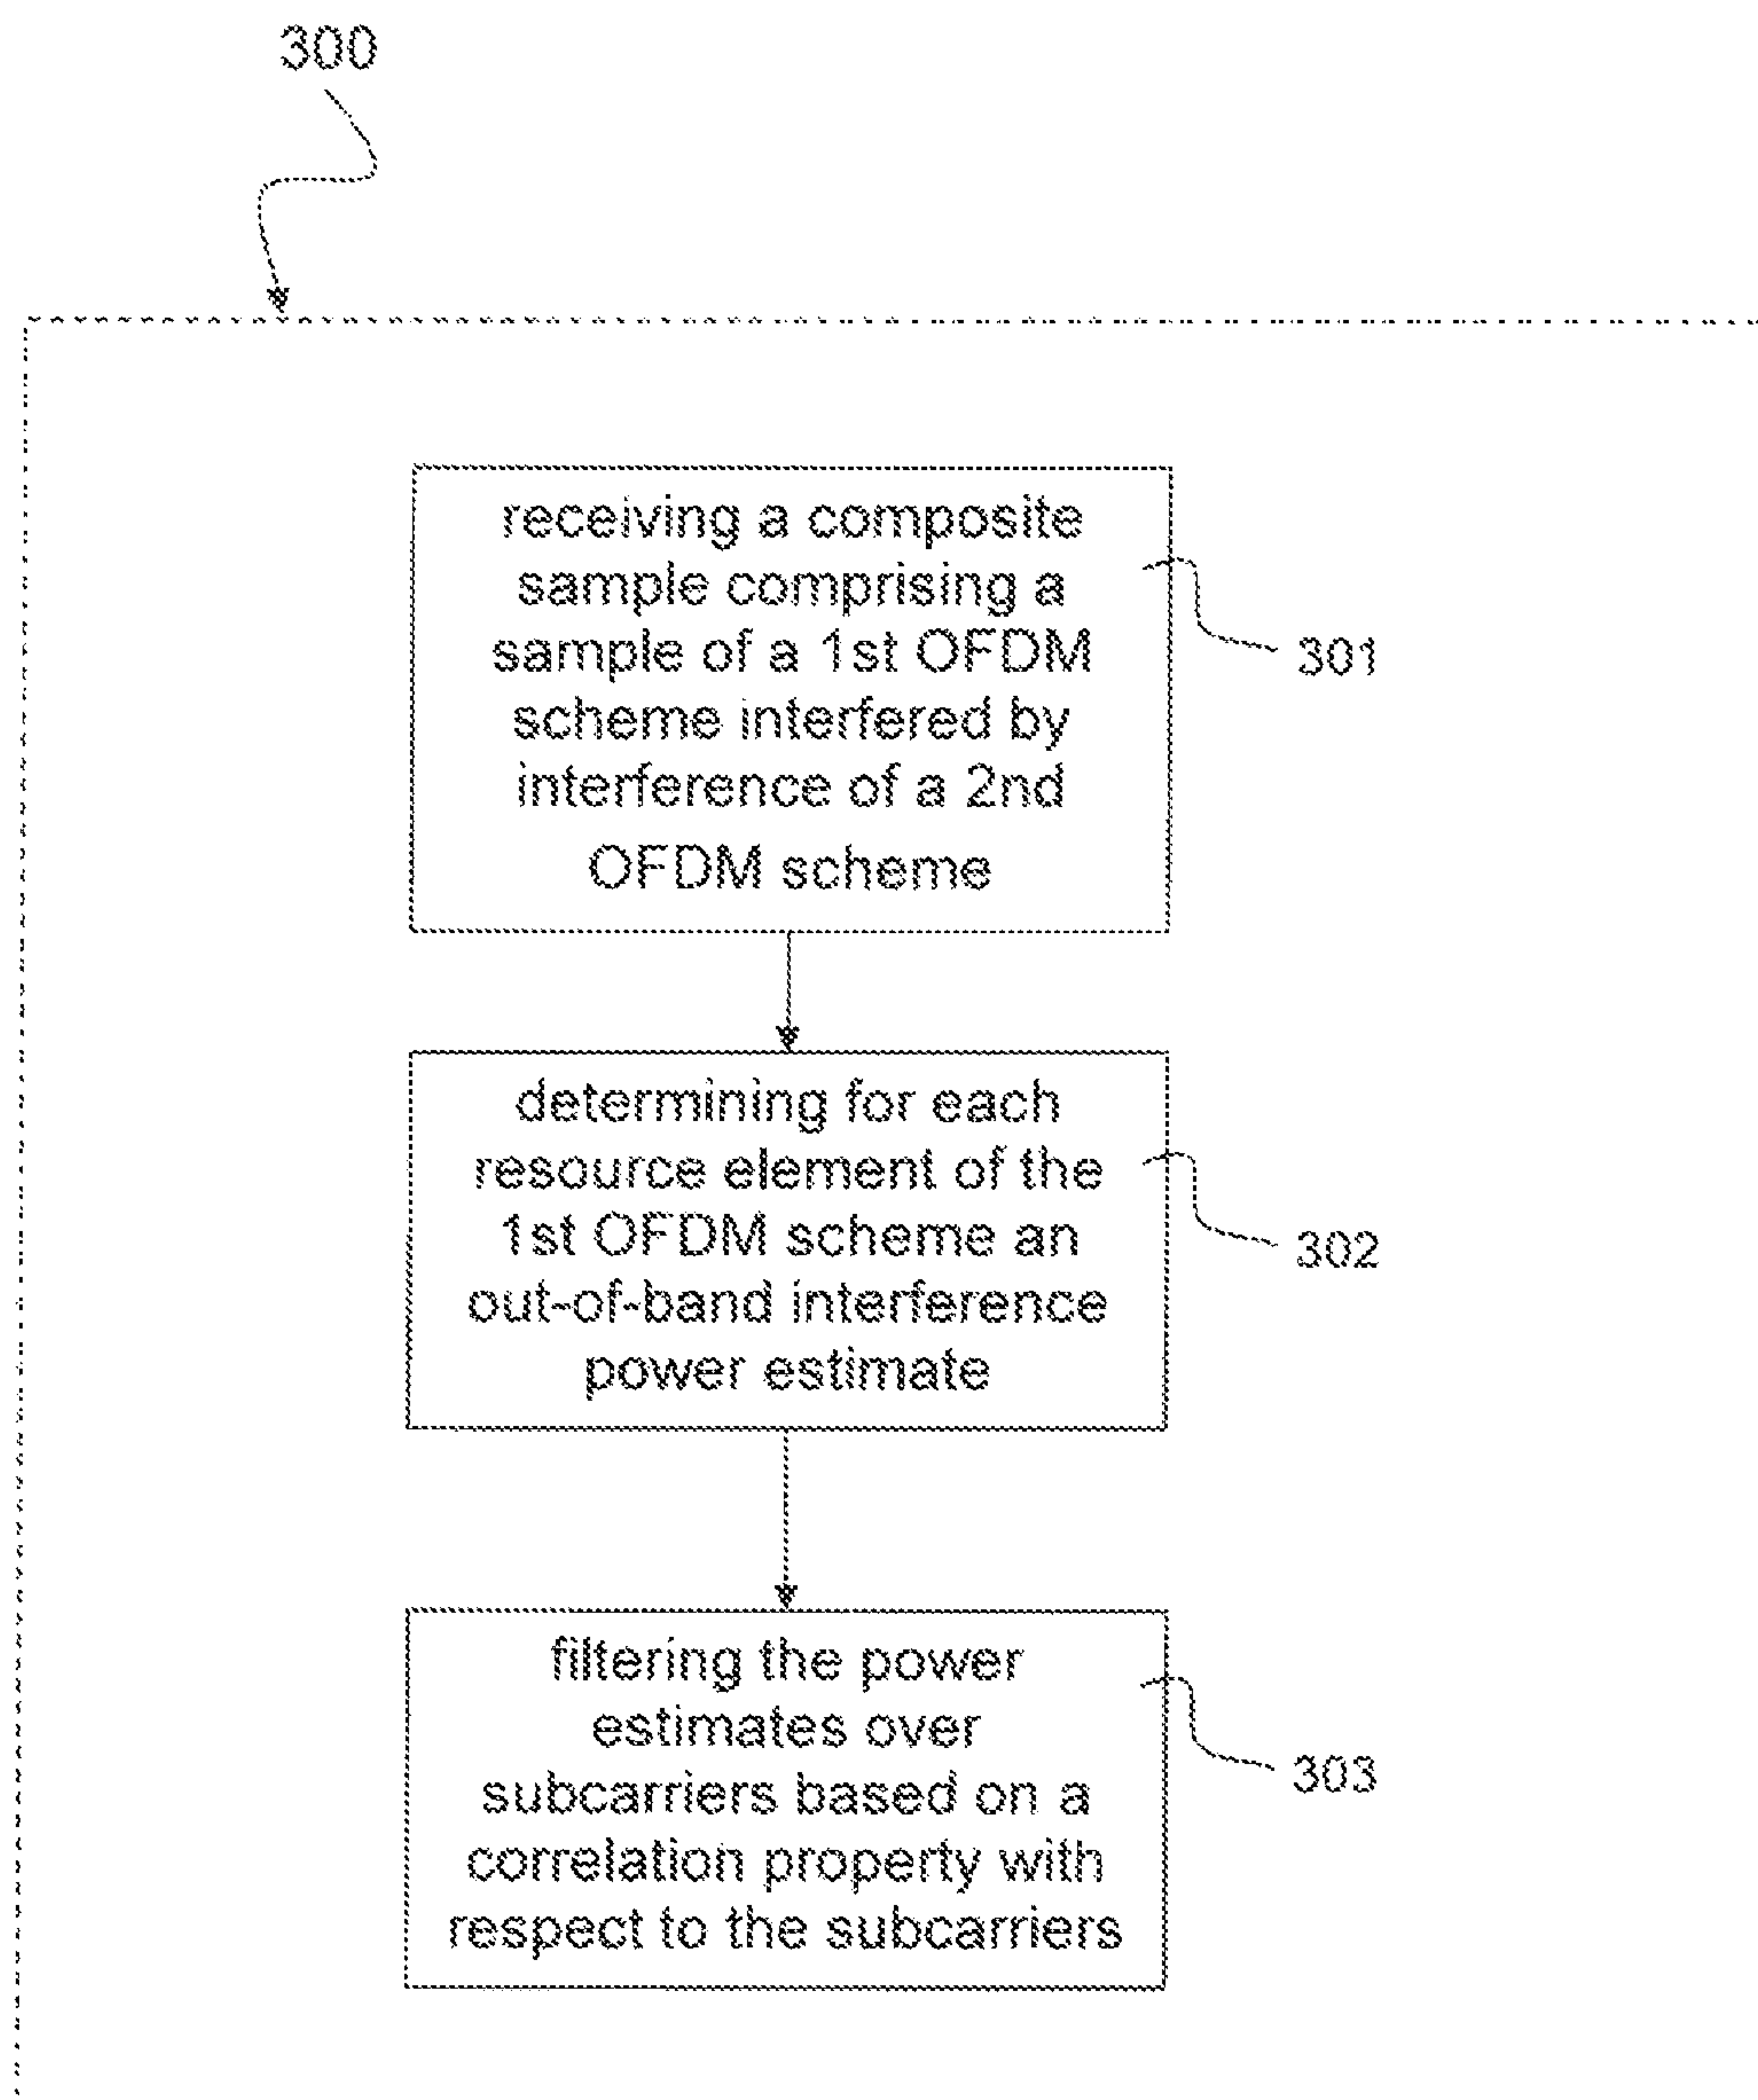 300
receiving a composite
sample comprising a
sample of a 1st OFDM
scheme interfered by
interference of a 2nd
OFDM scheme
301
determining for each
resource element of the
1st OFDM scheme an
out-of-band interference
power estimate
302
filtering the power
estimates over
subcarriers based on a
correlation property with
respect to the subcarriers
303